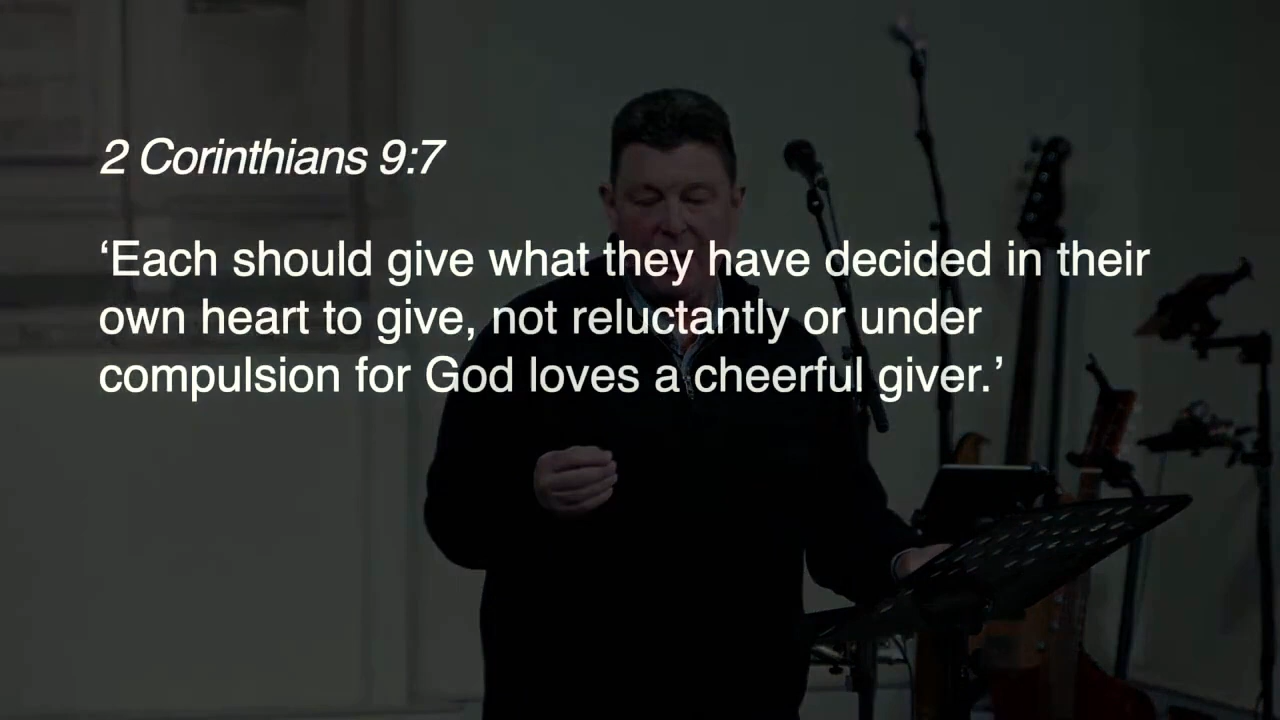 2 Corinthians 9:7
‘Each should give what they have decided in their
own heart to give, not reluctantly or under
compulsion for God loves a cheerful giver.’